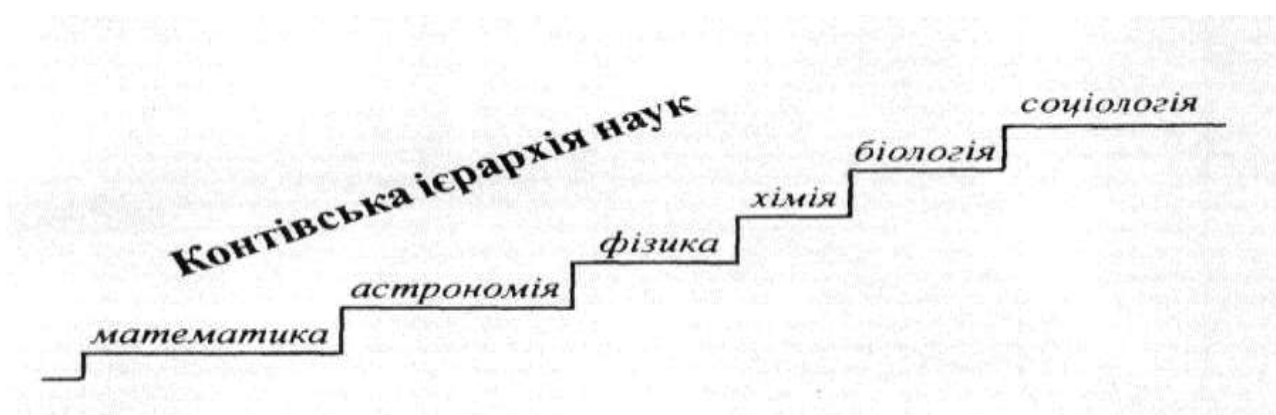 Контівська ієрархія наук
соціологія
біологія
хімія
фізика
астрономія
математика